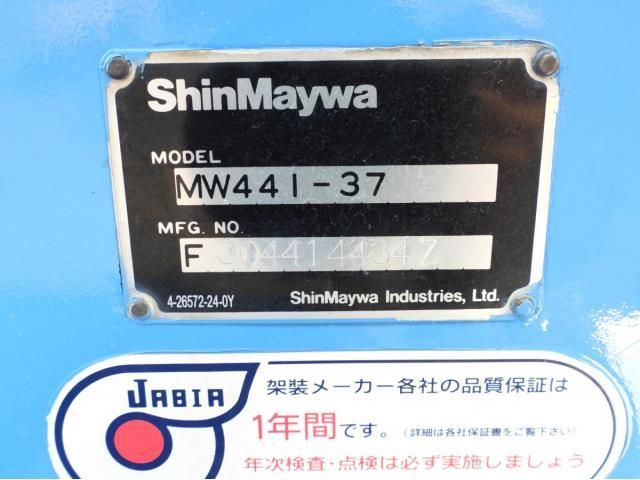 ShinMaywa
MODEL
MW441-37
MFG. NO.
F 3044144347
4-26572-24-0Y ShinMaywa Industries, Ltd.
JABIA
架装メーカー各社の品質保証は
1年間です。(詳細は各社保証書をご覧下さい)
年次検査・点検は必ず実施しましょう